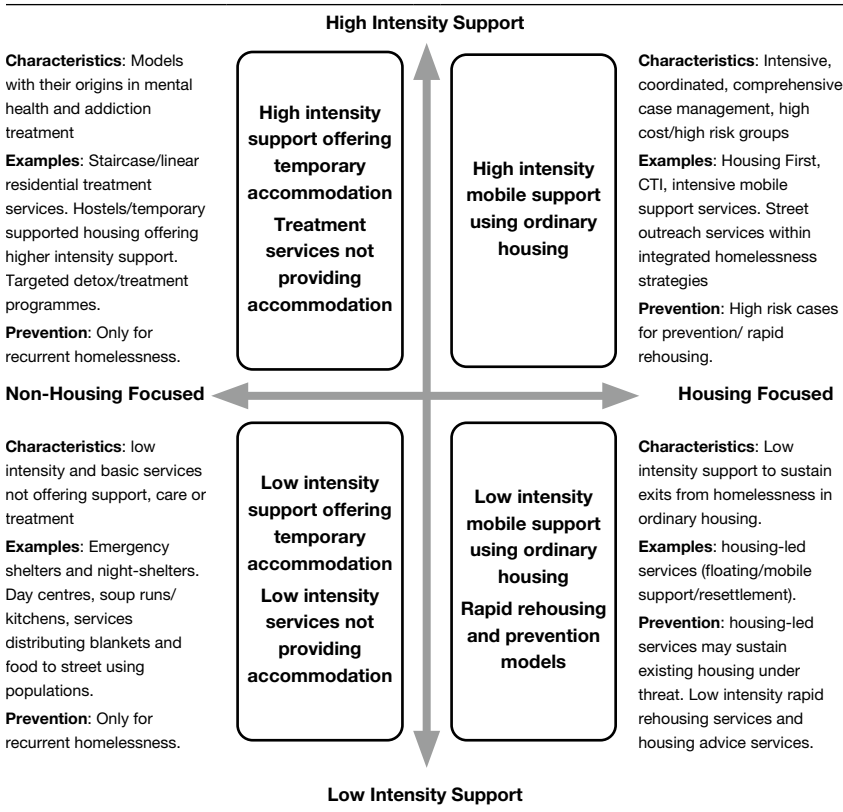 High Intensity Support
Characteristics: Models
with their origins in mental
health and addiction
treatment
Examples: Staircase/linear
residential treatment
services. Hostels/temporary
supported housing offering
higher intensity support.
Targeted detox/treatment
programmes.
Prevention: Only for
recurrent homelessness.
High intensity
support offering
temporary
accommodation
Treatment
services not
providing
accommodation
High intensity
mobile support
using ordinary
housing
Characteristics: Intensive,
coordinated, comprehensive
case management, high
cost/high risk groups
Examples: Housing First,
CTI, intensive mobile
support services. Street
outreach services within
integrated homelessness
strategies
Prevention: High risk cases
for prevention/ rapid
rehousing.
Non-Housing Focused
Housing Focused
Characteristics: low
intensity and basic services
not offering support, care or
treatment
Examples: Emergency
shelters and night-shelters.
Day centres, soup runs/
kitchens, services
distributing blankets and
food to street using
populations.
Prevention: Only for
recurrent homelessness.
Low intensity
support offering
temporary
accommodation
Low intensity
services not
providing
accommodation
Low intensity
mobile support
using ordinary
housing
Rapid rehousing
and prevention
models
Characteristics: Low
intensity support to sustain
exits from homelessness in
ordinary housing.
Examples: housing-led
services (floating/mobile
support/resettlement).
Prevention: housing-led
services may sustain
existing housing under
threat. Low intensity rapid
rehousing services and
housing advice services.
Low Intensity Support